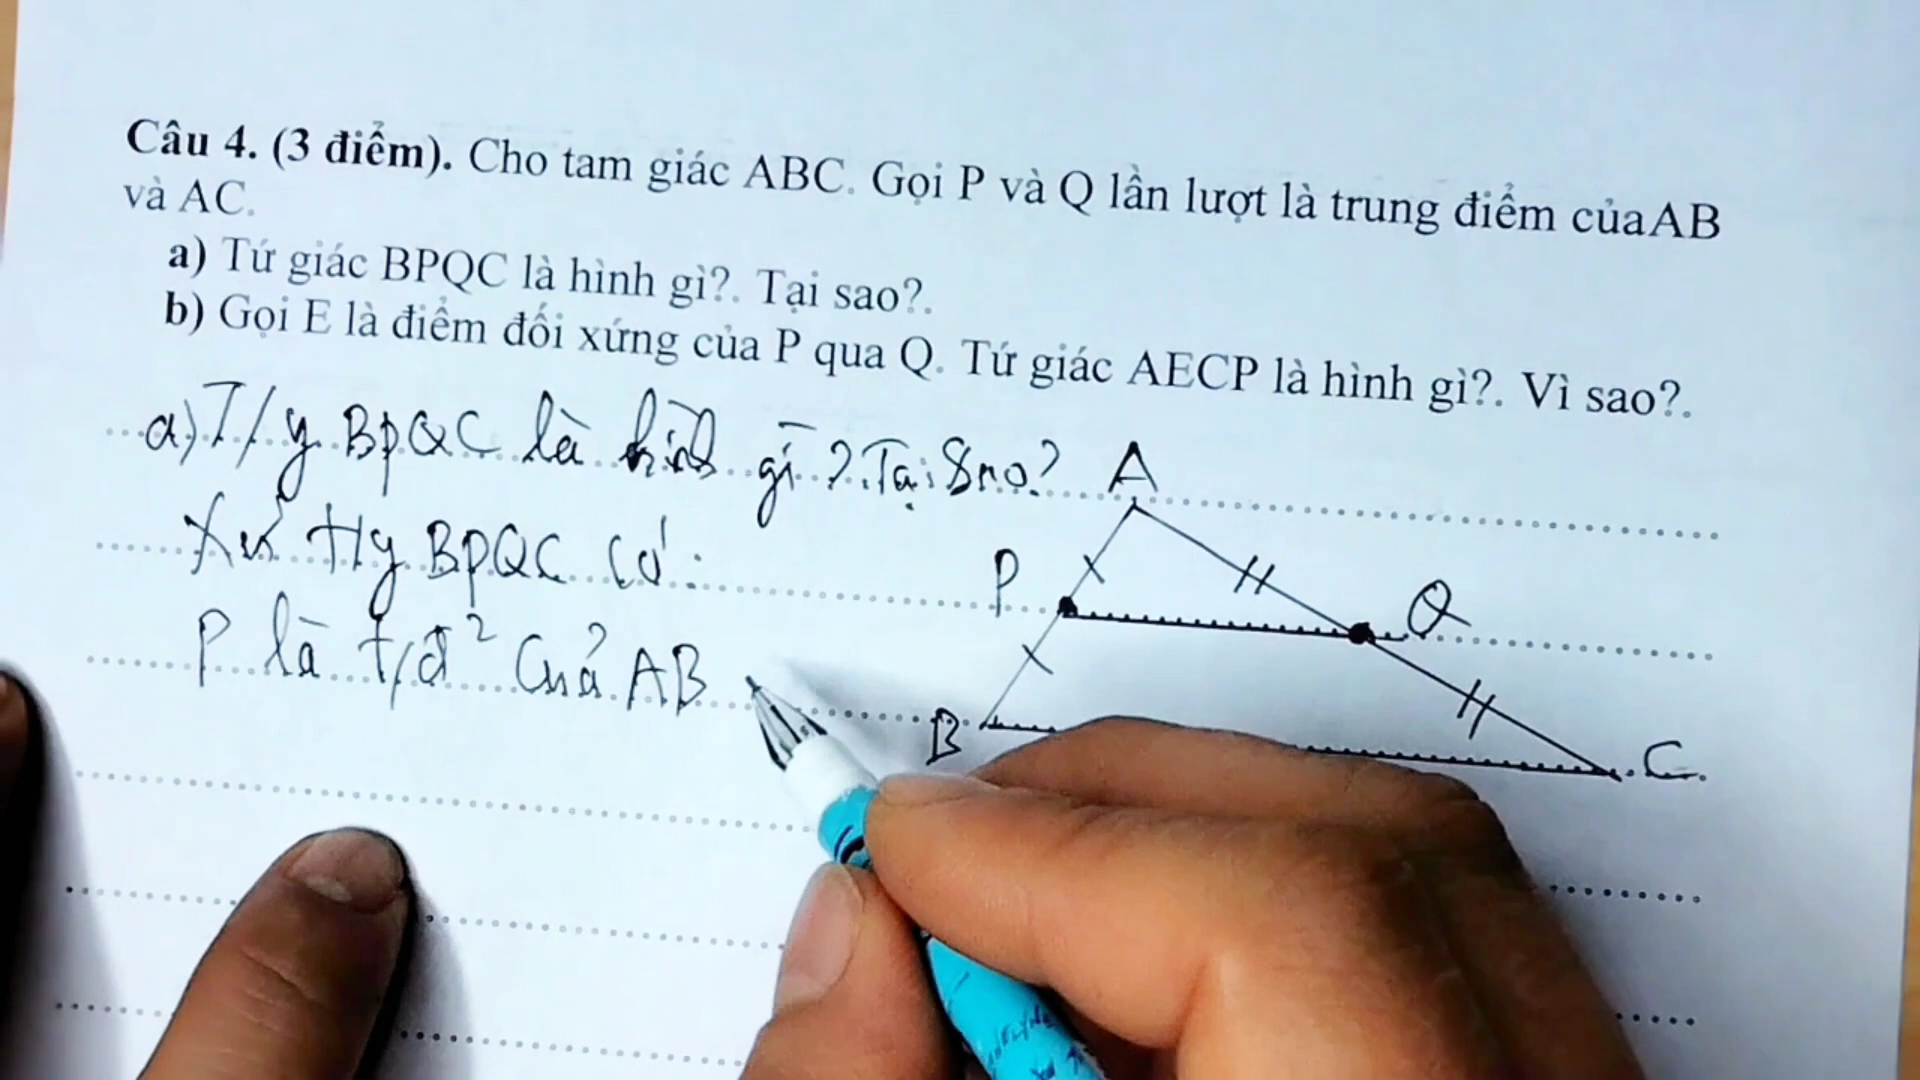 Câu 4. (3 điểm). Cho tam giác ABC. Gọi P và Q lần lượt là trung điểm củaAB
và AC.
a) Tứ giác BPQC là hình gì?. Tại sao?.
b) Gọi E là điểm đối xứng của P qua Q. Tứ giác AECP là hình gì?. Vì sao?.
a) T/g BPQC là hình gì? Tại sao?
Xét t/g BPQC có:
P là t/đ² của AB
A
P
Q
B
C